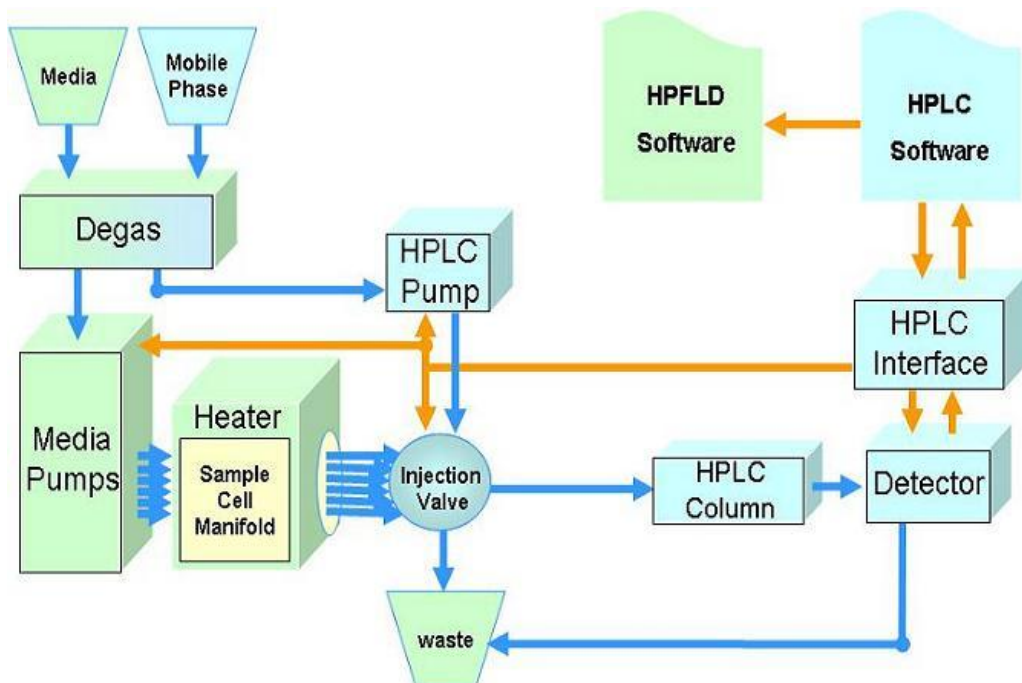 Media
Mobile
Phase
HPFLD
Software
HPLC
Software
Degas
HPLC
Pump
HPLC
Interface
Media
Pumps
Heater
Sample
Cell
Manifold
Injection
Valve
HPLC
Column
Detector
waste